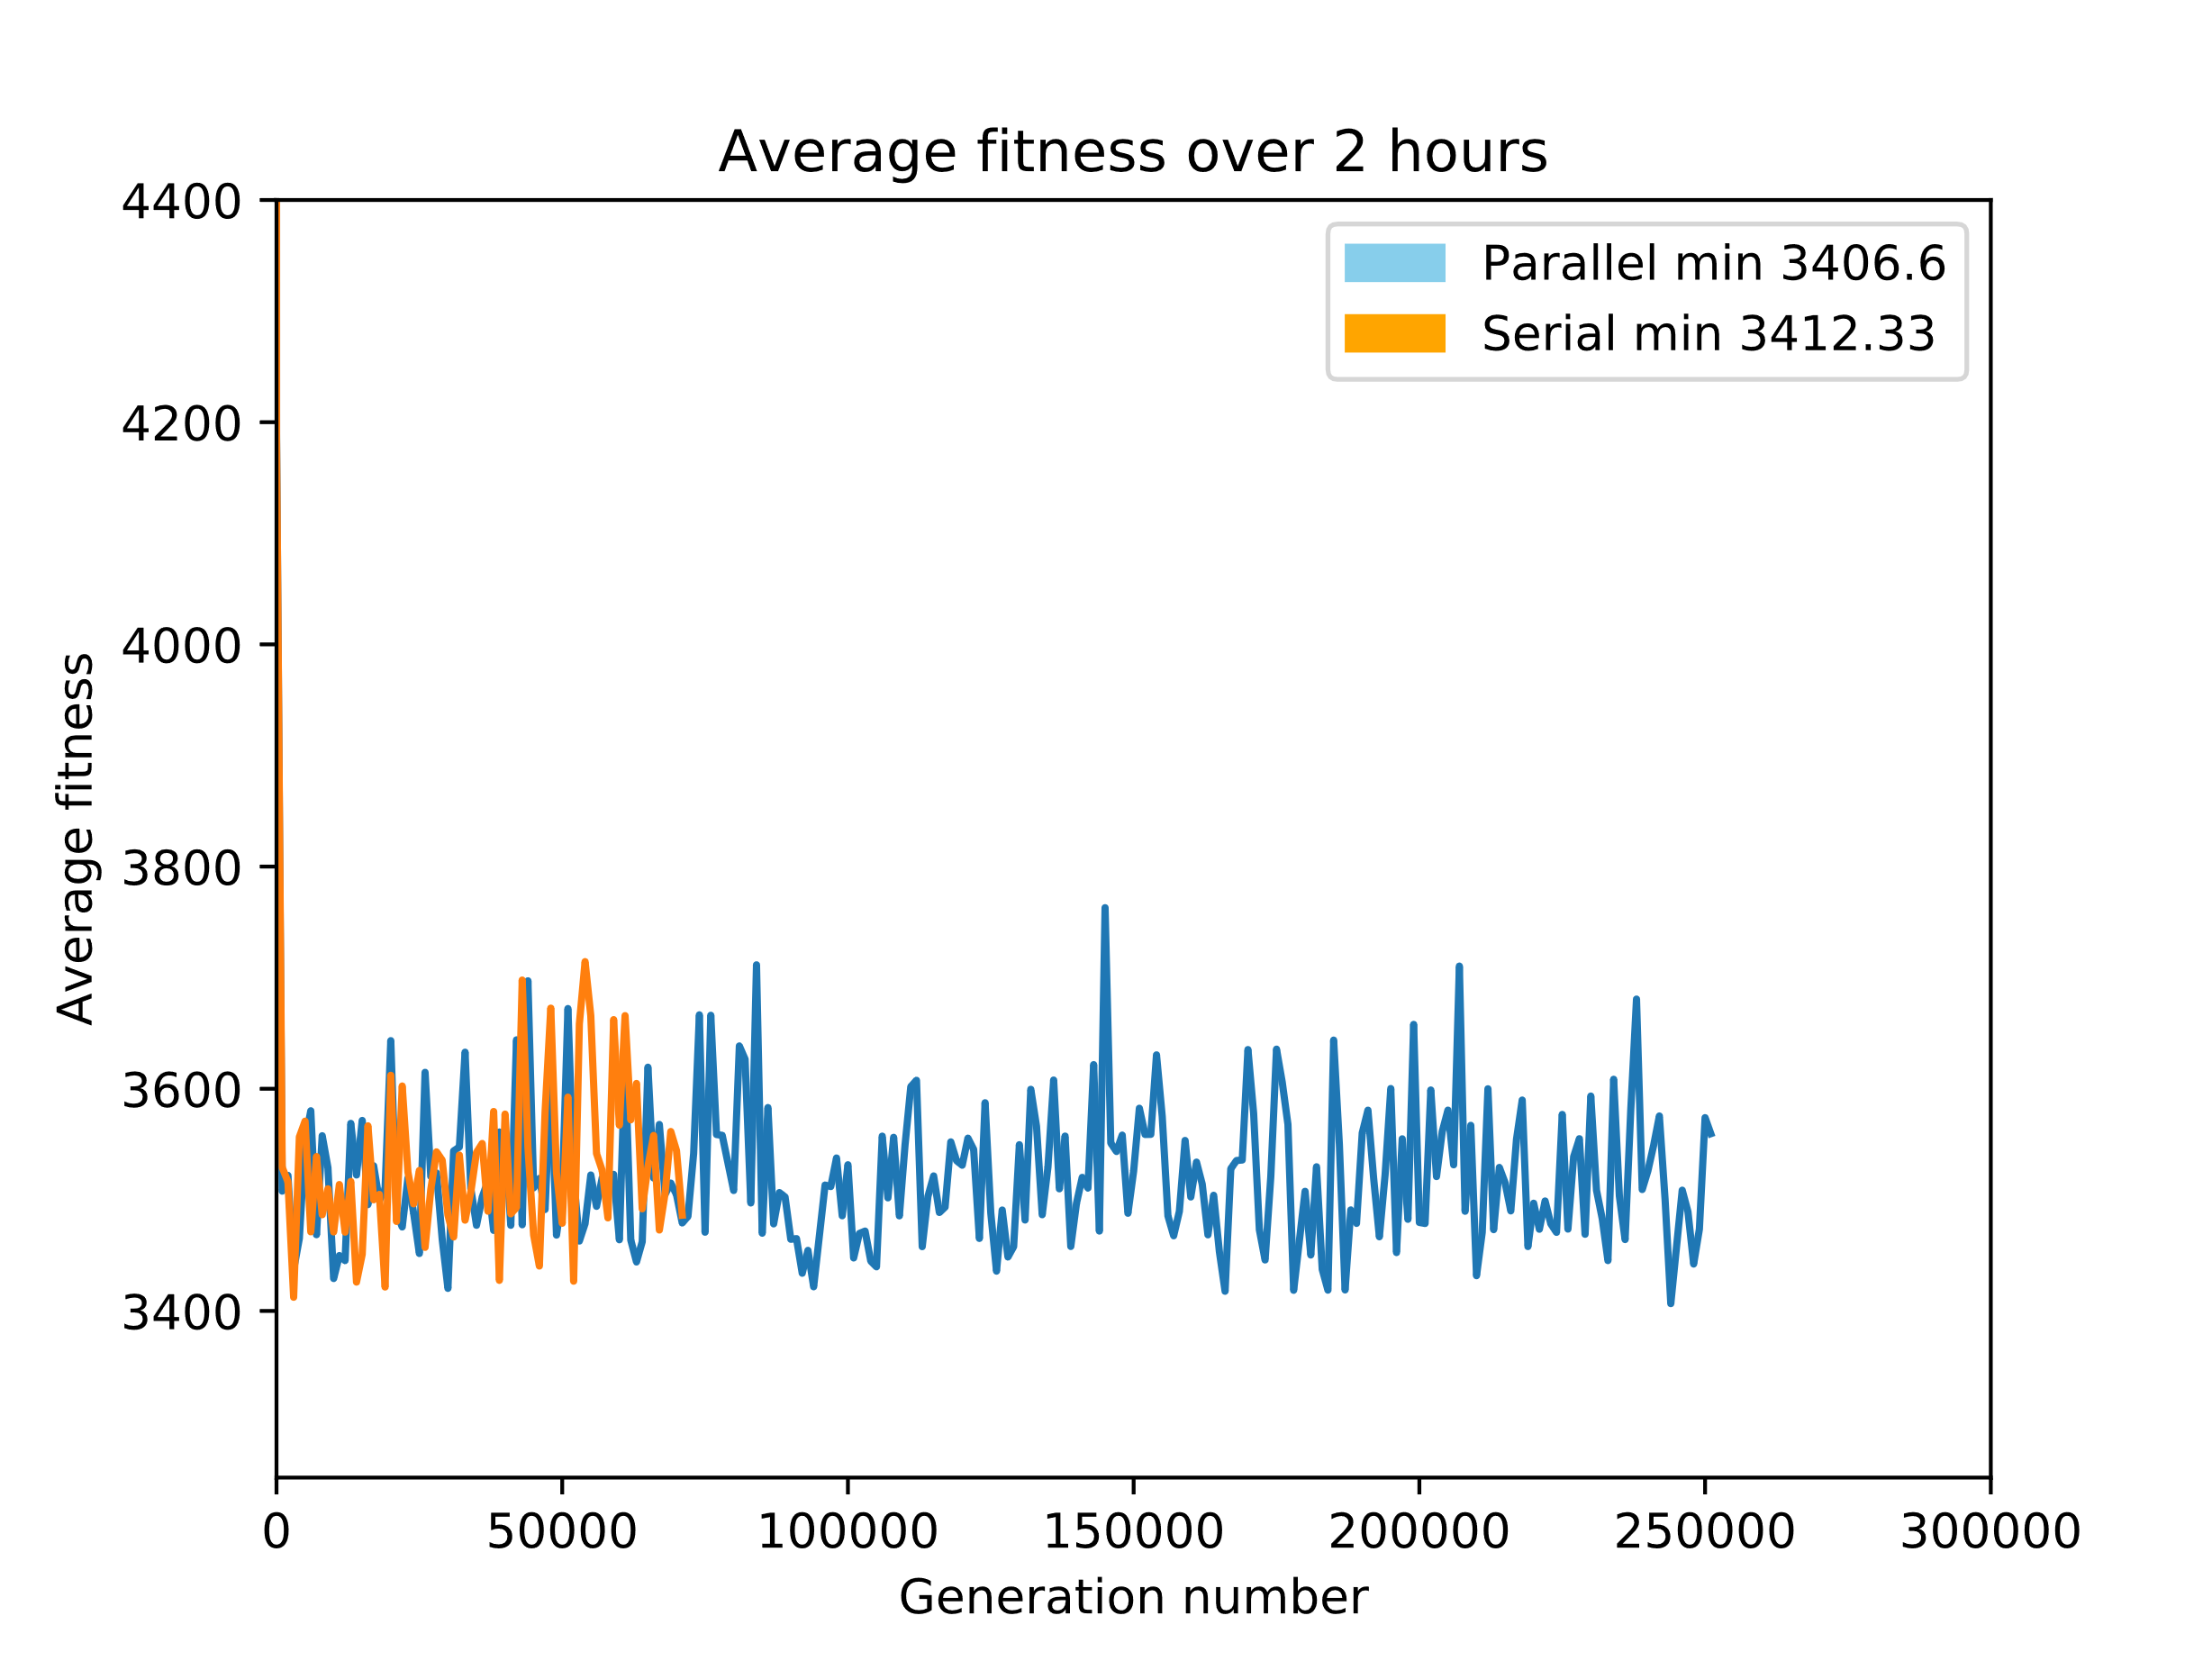 Average fitness over 2 hours
4400
4200
4000
3800
3600
3400
Average fitness
Parallel min 3406.6
Serial min 3412.33
0 50000 100000 150000 200000 250000 300000
Generation number